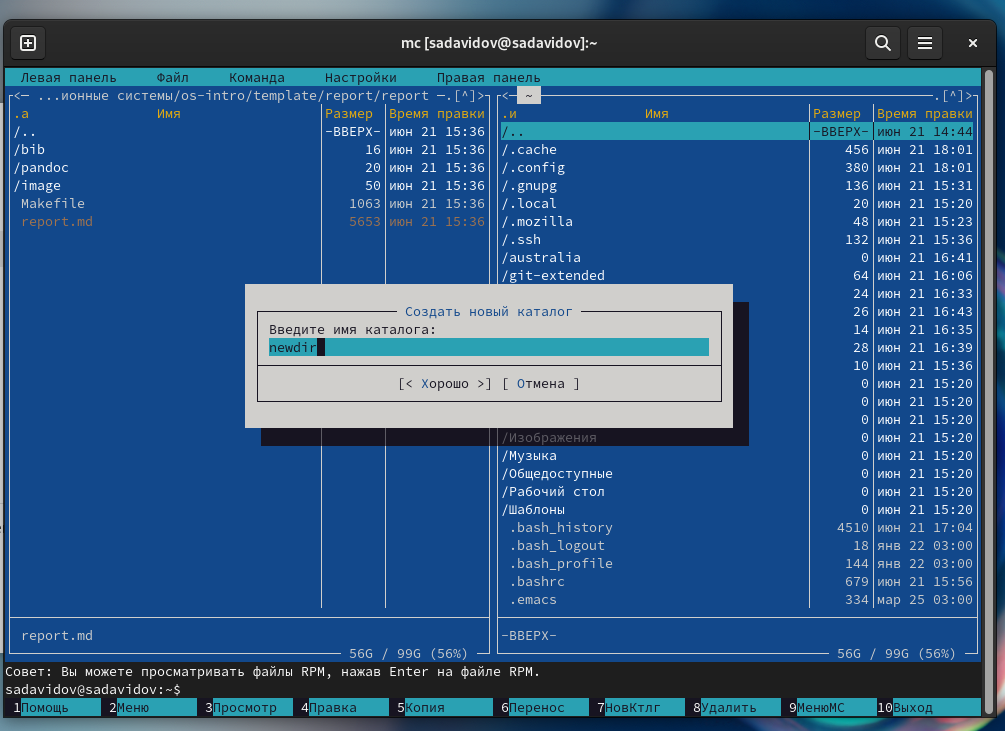 mc [sadavidov@sadavidov]:~
Левая панель Файл Команда Настройки Правая панель
<— ...ионные системы/os-intro/template/report/report —.[^]>
.а Имя Размер Время правки
/.. -ВВЕРХ- июн 21 15:36
/bib 16 июн 21 15:36
/pandoc 20 июн 21 15:36
/image 50 июн 21 15:36
Makefile 1063 июн 21 15:36
report.md 5653 июн 21 15:36
report.md
56G / 99G (56%)
<— ~ .[^]>
.и Имя Размер Время правки
/.. -ВВЕРХ- июн 21 14:44
/.cache 456 июн 21 18:01
/.config 380 июн 21 18:01
/.gnupg 136 июн 21 15:31
/.local 20 июн 21 15:20
/.mozilla 48 июн 21 15:23
/.ssh 132 июн 21 15:36
/australia 0 июн 21 16:41
/git-extended 64 июн 21 16:06
24 июн 21 16:33
26 июн 21 16:43
14 июн 21 16:35
28 июн 21 16:39
10 июн 21 15:36
0 июн 21 15:20
0 июн 21 15:20
0 июн 21 15:20
/Изображения 0 июн 21 15:20
/Музыка 0 июн 21 15:20
/Общедоступные 0 июн 21 15:20
/Рабочий стол 0 июн 21 15:20
/Шаблоны 0 июн 21 15:20
.bash_history 4510 июн 21 17:04
.bash_logout 18 янв 22 03:00
.bash_profile 144 янв 22 03:00
.bashrc 679 июн 21 15:56
.emacs 334 мар 25 03:00
-ВВЕРХ-
56G / 99G (56%)
Создать новый каталог
Введите имя каталога:
newdir
[< Хорошо >] [ Отмена ]
Совет: Вы можете просматривать файлы RPM, нажав Enter на файле RPM.
sadavidov@sadavidov:~$
1Помощь 2Меню 3Просмотр 4Правка 5Копия 6Перенос 7НовКтлг 8Удалить 9МенюMC 10Выход